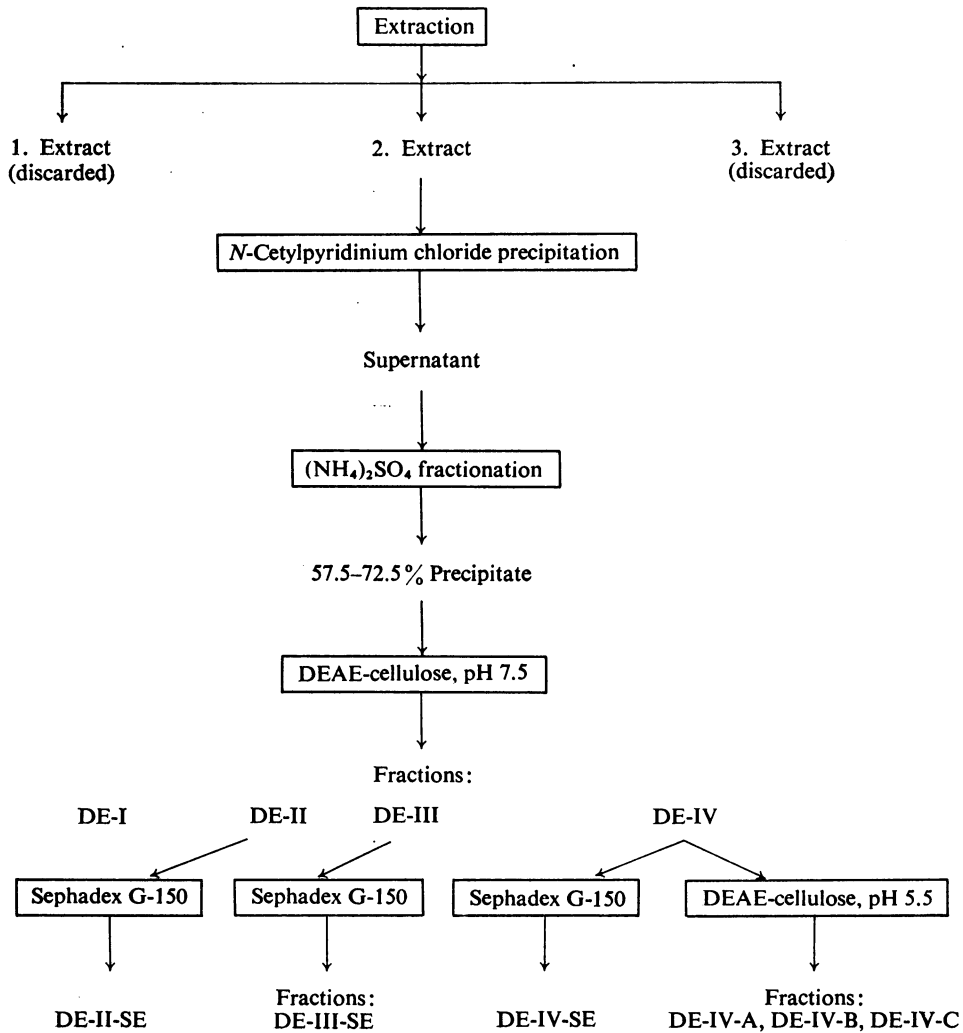 Extraction
1. Extract
(discarded)
2. Extract
3. Extract
(discarded)
N-Cetylpyridinium chloride precipitation
Supernatant
(NH₄)₂SO₄ fractionation
57.5–72.5% Precipitate
DEAE-cellulose, pH 7.5
Fractions:
DE-I DE-II DE-III DE-IV
Sephadex G-150 Sephadex G-150 Sephadex G-150 DEAE-cellulose, pH 5.5
DE-II-SE
Fractions:
DE-III-SE
DE-IV-SE
Fractions:
DE-IV-A, DE-IV-B, DE-IV-C